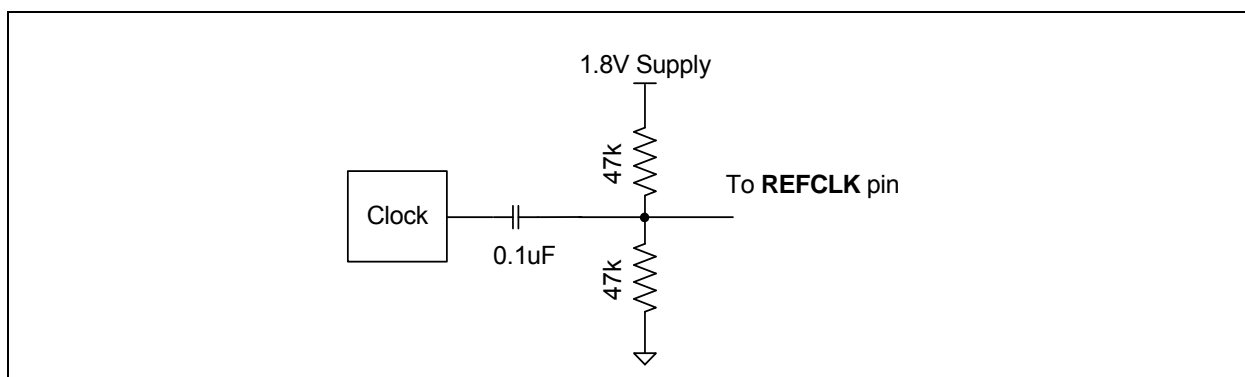 1.8V Supply
47k
To REFCLK pin
Clock
0.1uF
47k